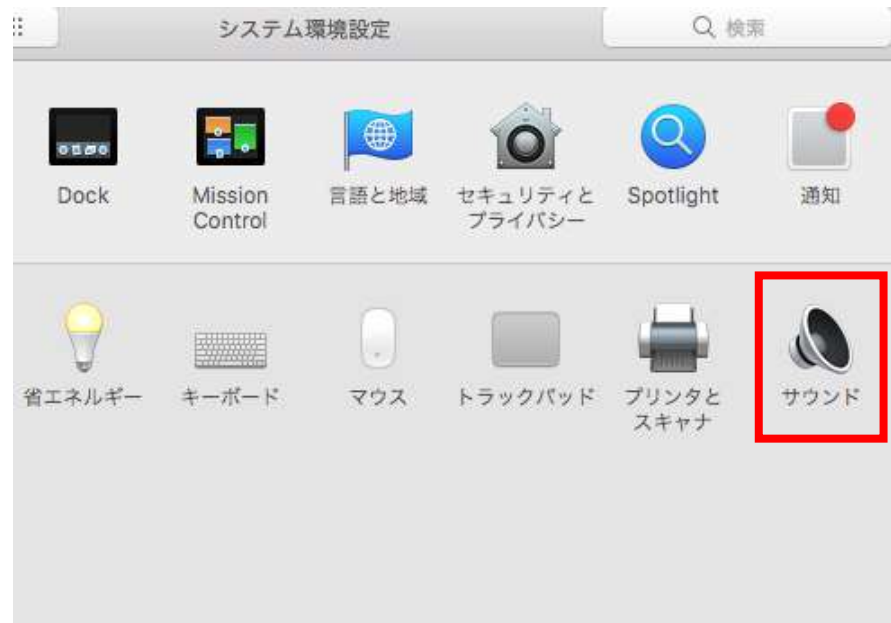 システム環境設定
検索
Dock
Mission
Control
言語と地域
セキュリティと
プライバシー
Spotlight
通知
省エネルギー
キーボード
マウス
トラックパッド
プリンタと
スキャナ
サウンド